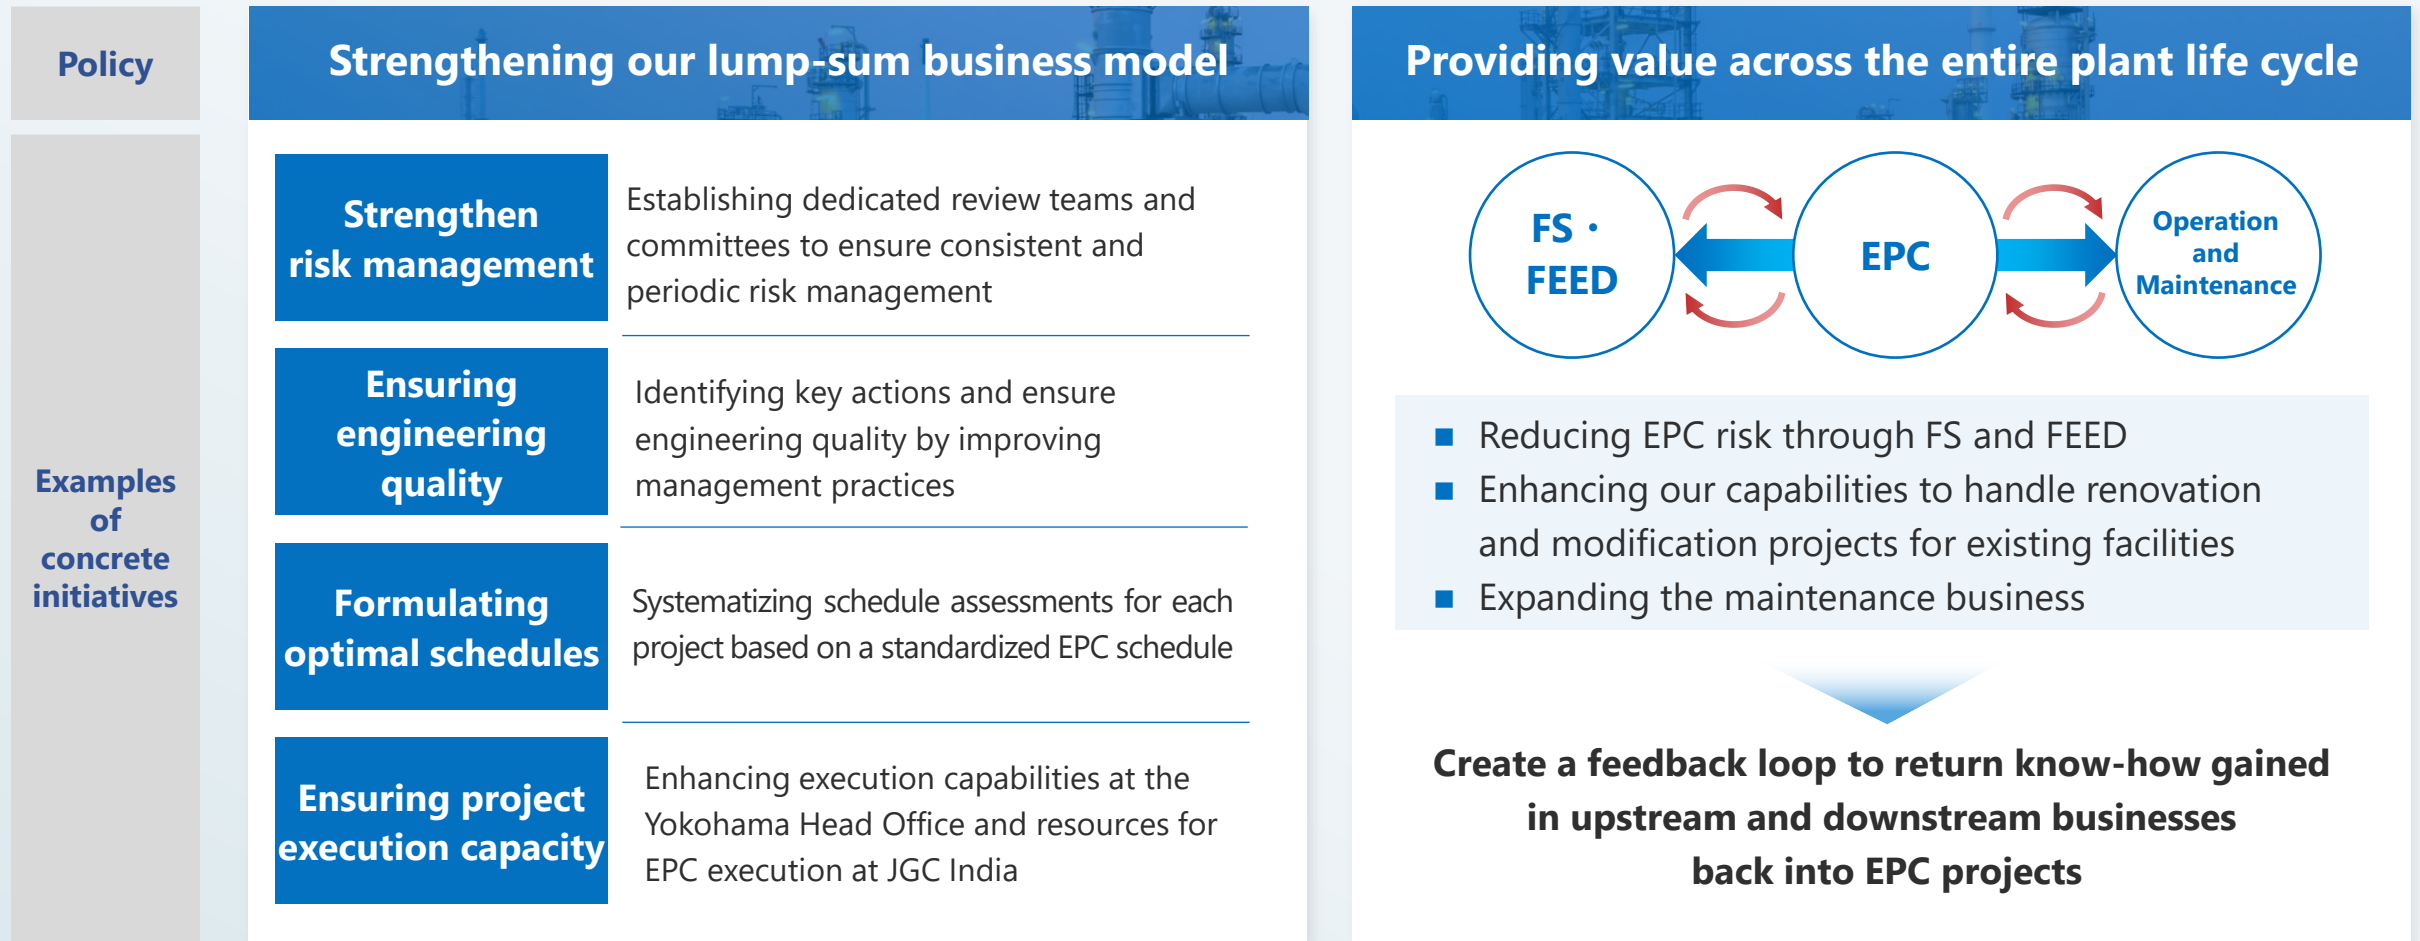 Policy
Strengthening our lump-sum business model
Providing value across the entire plant life cycle
Examples
of
concrete
initiatives
Strengthen
risk management
Establishing dedicated review teams and
committees to ensure consistent and
periodic risk management
Ensuring
engineering
quality
Identifying key actions and ensure
engineering quality by improving
management practices
Formulating
optimal schedules
Systematizing schedule assessments for each
project based on a standardized EPC schedule
Ensuring project
execution capacity
Enhancing execution capabilities at the
Yokohama Head Office and resources for
EPC execution at JGC India
FS・
FEED
EPC
Operation
and
Maintenance
■ Reducing EPC risk through FS and FEED
■ Enhancing our capabilities to handle renovation
and modification projects for existing facilities
■ Expanding the maintenance business
Create a feedback loop to return know-how gained
in upstream and downstream businesses
back into EPC projects